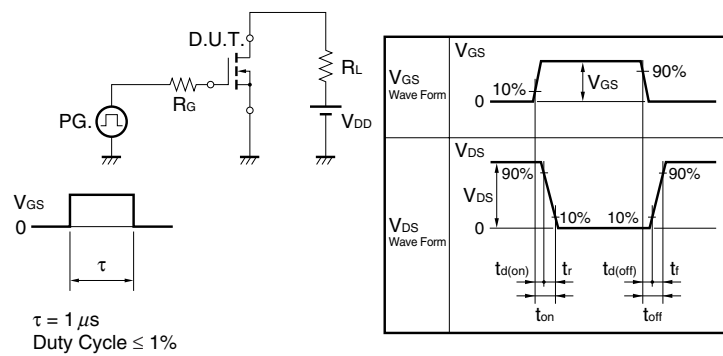 D.U.T.
RL
RG
PG.
VDD
VGS
0
τ
τ = 1 μs
Duty Cycle ≤ 1%
VGS
Wave Form
VGS
10%
VGS
90%
0
VDS
Wave Form
VDS
90%
VDS
90%
10%
10%
0
td(on)
tr
td(off)
tf
ton
toff